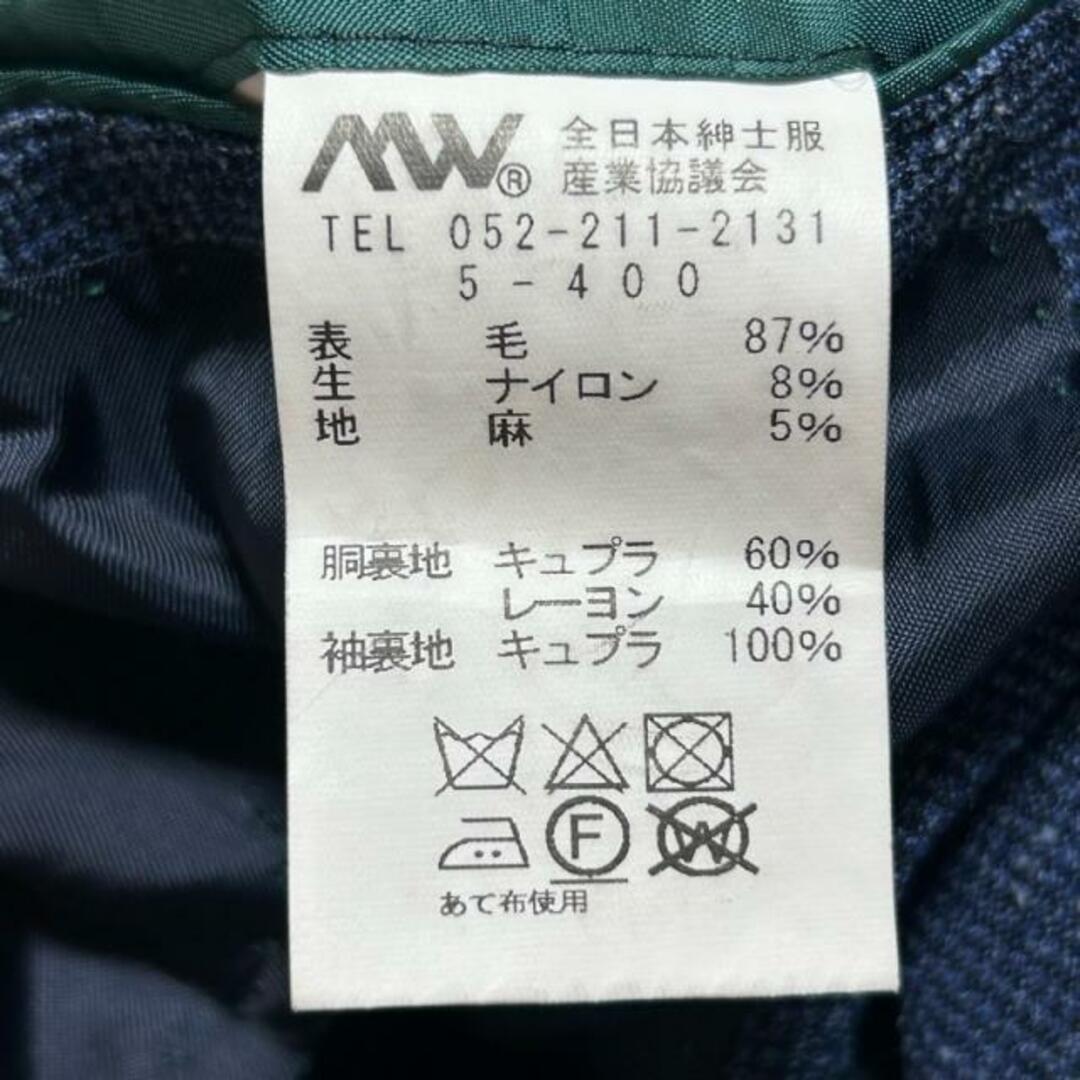 MW® 全日本紳士服
産業協議会
TEL 052-211-2131
5-400
表 毛 87%
生 ナイロン 8%
地 麻 5%
胴裏地 キュプラ 60%
レーヨン 40%
袖裏地 キュプラ 100%
F W
あて布使用